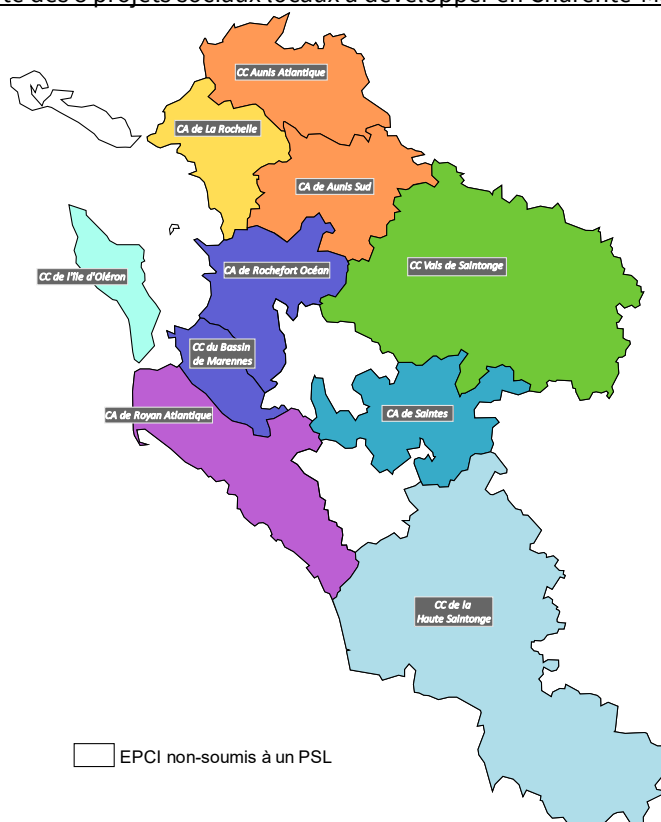 CC Aunis Atlantique
CA de La Rochelle
CA de Aunis Sud
CC de l'île d'Oléron
CA de Rochefort Océan
CC Vals de Saintonge
CC du Bassin
de Marennes
CA de Royan Atlantique
CA de Saintes
CC de la
Haute Saintonge
EPCI non-soumis à un PSL